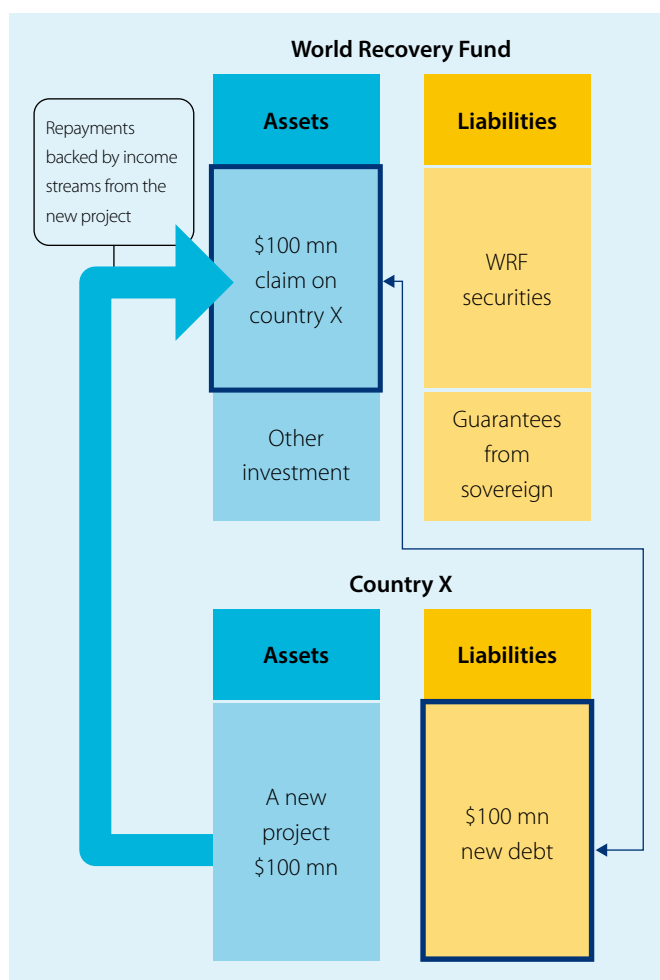 World Recovery Fund
Repayments
backed by income
streams from the
new project
Assets
Liabilities
$100 mn
claim on
country X
WRF
securities
Other
investment
Guarantees
from
sovereign
Country X
Assets
Liabilities
A new
project
$100 mn
$100 mn
new debt